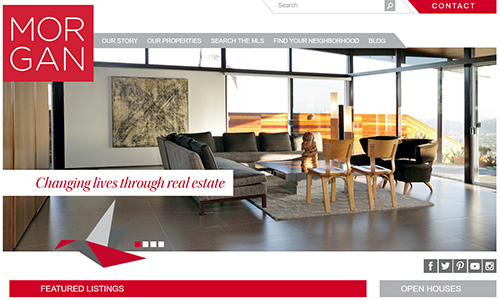 Search
CONTACT
MOR
GAN
OUR STORY OUR PROPERTIES SEARCH THE MLS FIND YOUR NEIGHBORHOOD BLOG
Changing lives through real estate
FEATURED LISTINGS
OPEN HOUSES